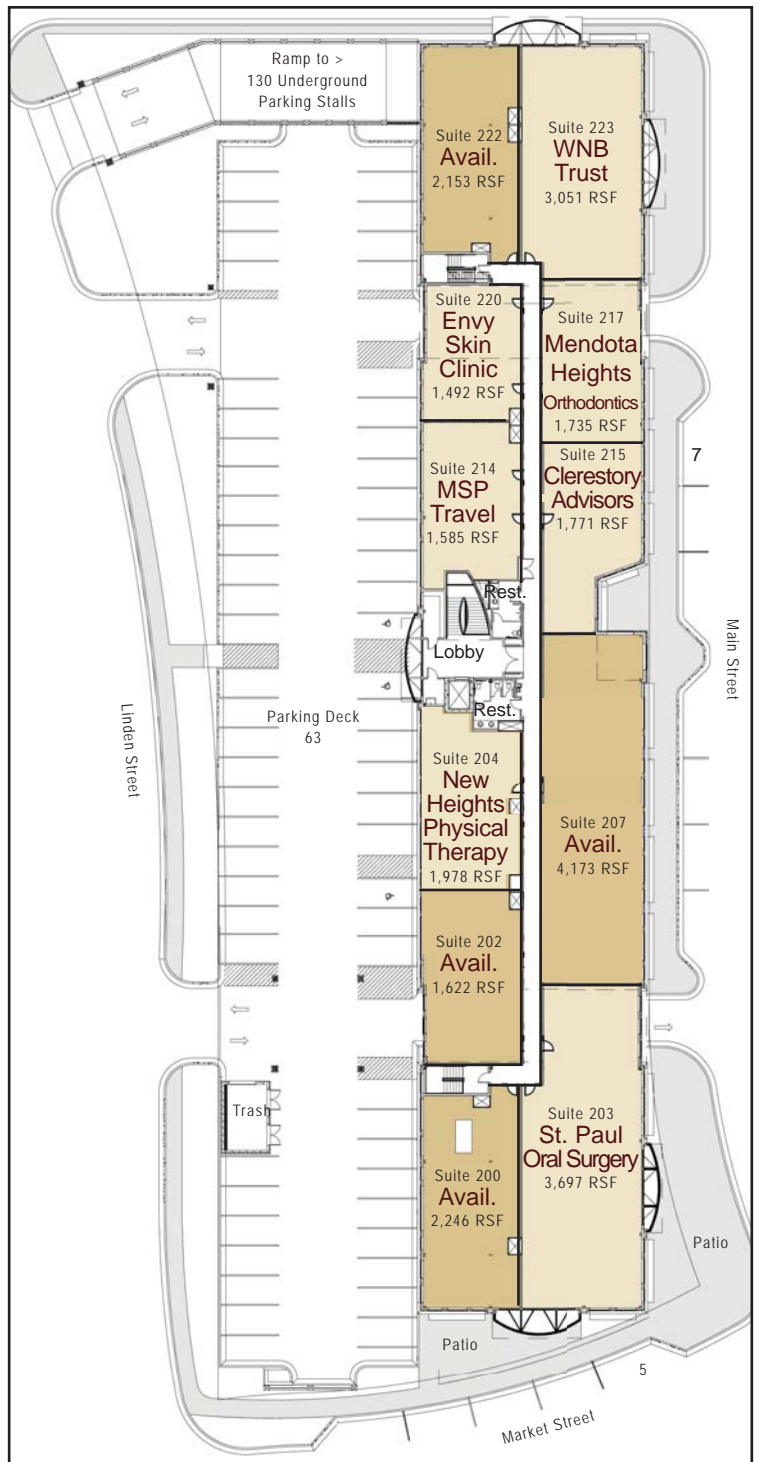 Ramp to >
130 Underground
Parking Stalls
Suite 222
Avail.
2,153 RSF
Suite 223
WNB
Trust
3,051 RSF
Suite 220
Envy
Skin
Clinic
1,492 RSF
Suite 217
Mendota
Heights
Orthodontics
1,735 RSF
Suite 214
MSP
Travel
1,585 RSF
Suite 215
Clerestory
Advisors
1,771 RSF
7
Rest.
Lobby
Rest.
Main Street
Linden Street
Parking Deck
63
Suite 204
New
Heights
Physical
Therapy
1,978 RSF
Suite 207
Avail.
4,173 RSF
Suite 202
Avail.
1,622 RSF
Trash
Suite 200
Avail.
2,246 RSF
Suite 203
St. Paul
Oral Surgery
3,697 RSF
Patio
Patio
5
Market Street